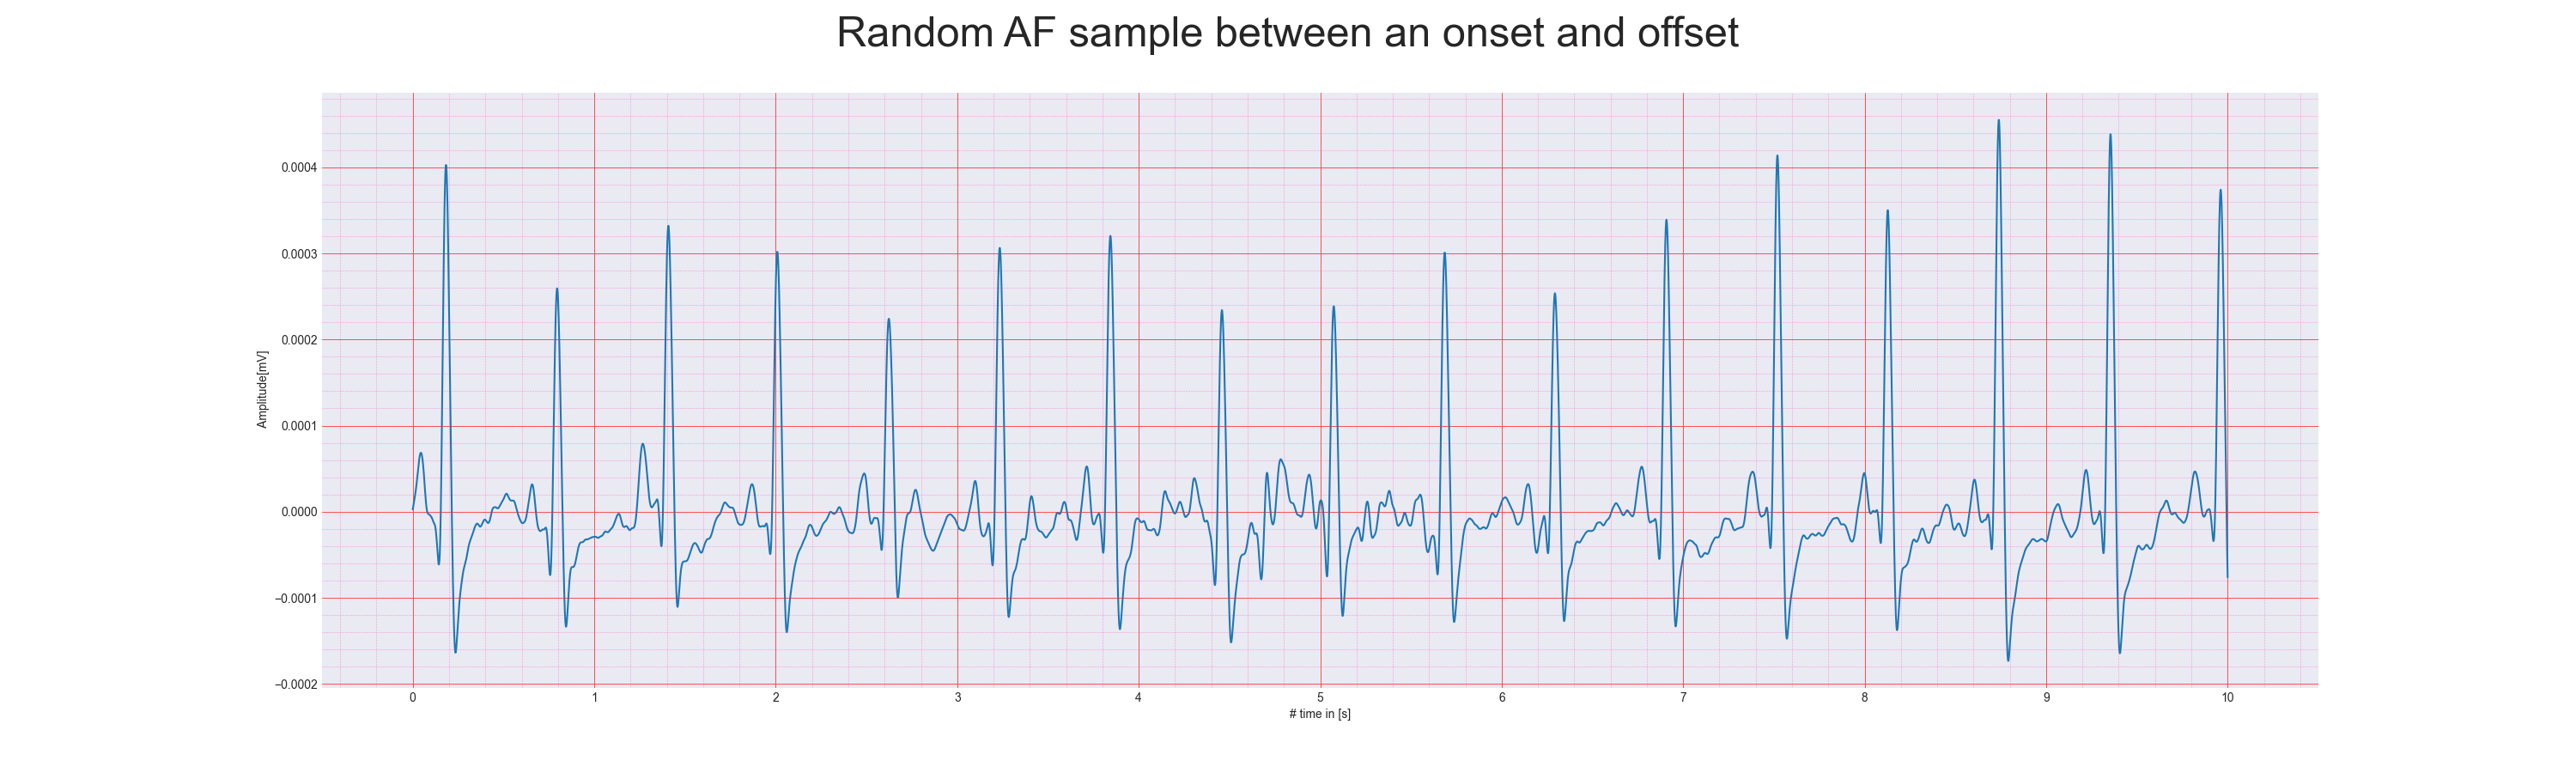 Random AF sample between an onset and offset
0.0004
0.0003
0.0002
0.0001
0.0000
−0.0001
−0.0002
Amplitude[mV]
0 1 2 3 4 5 6 7 8 9 10
# time in [s]